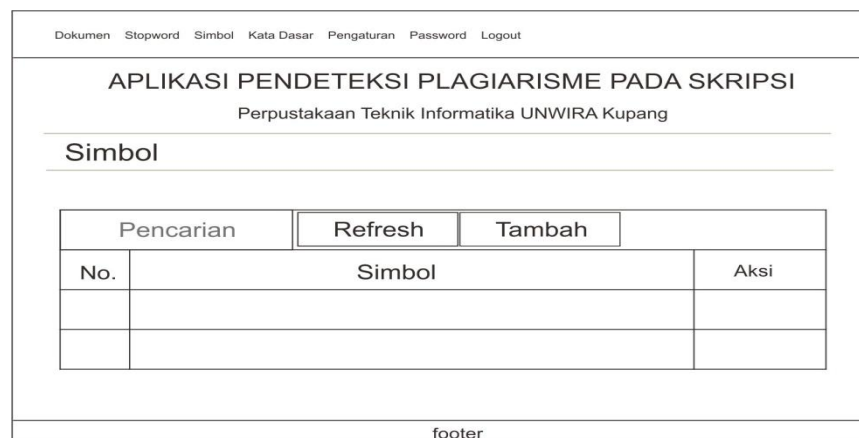 Dokumen Stopword Simbol Kata Dasar Pengaturan Password Logout
APLIKASI PENDETEKSI PLAGIARISME PADA SKRIPSI
Perpustakaan Teknik Informatika UNWIRA Kupang
Simbol
Pencarian Refresh Tambah
No. Simbol Aksi
footer